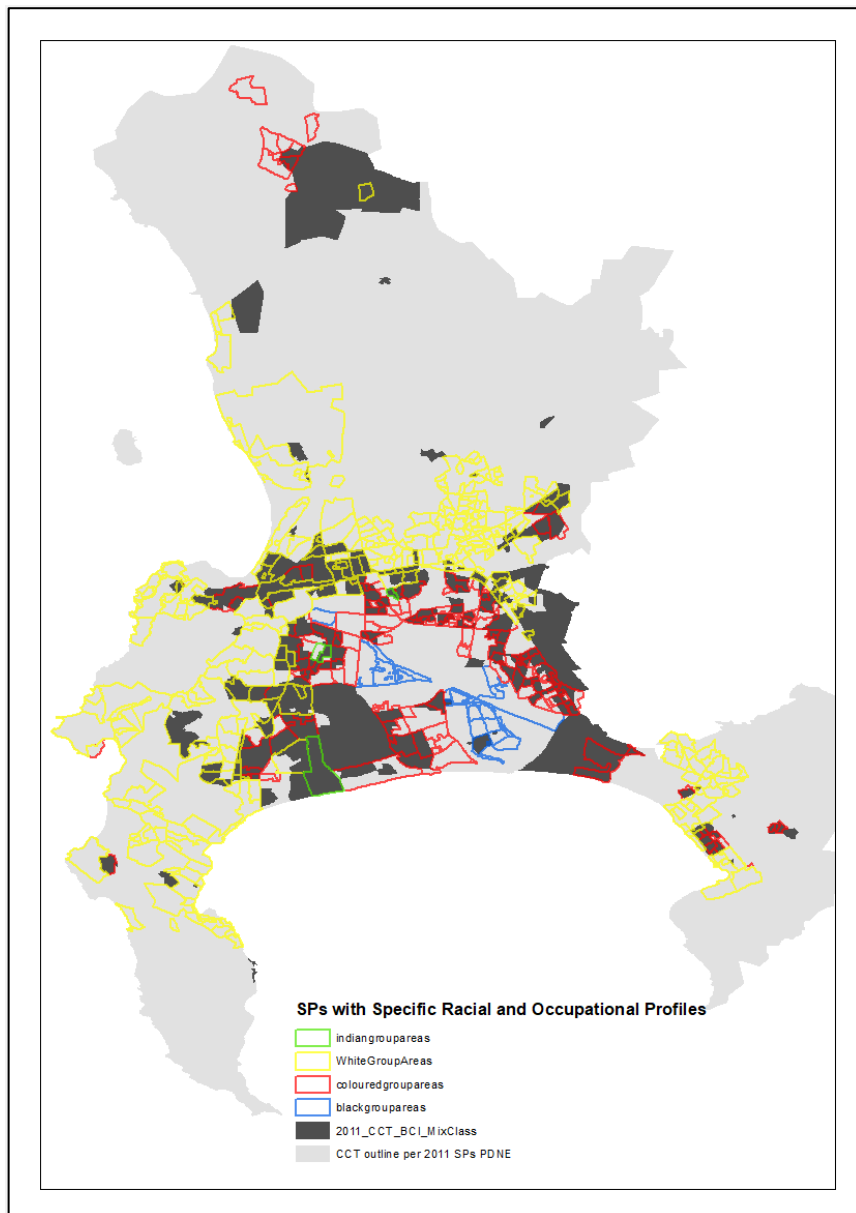 SPs with Specific Racial and Occupational Profiles
indiangroupareas
WhiteGroupAreas
colouredgroupareas
blackgroupareas
2011_CCT_BCI_MixClass
CCT outline per 2011 SPs PDNE